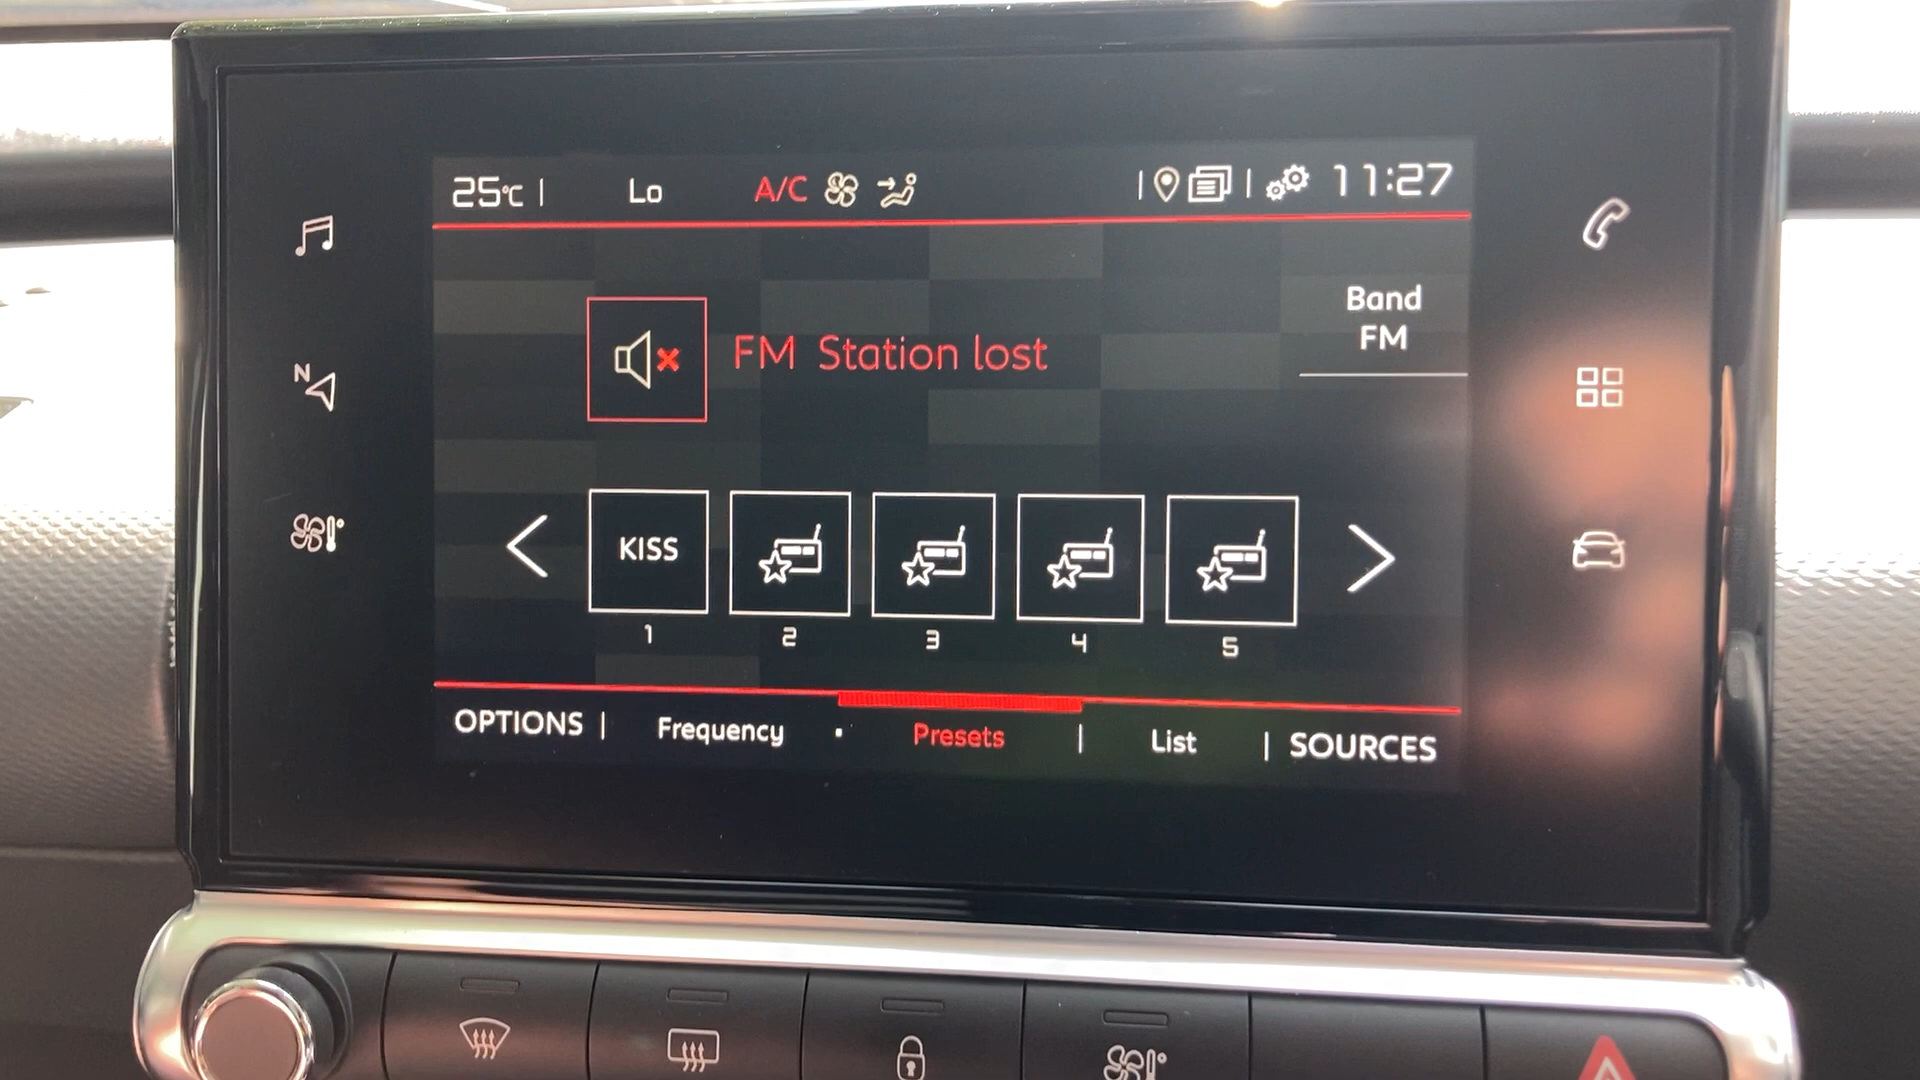 25°C | Lo A/C | | 11:27
Band
FM
FM Station lost
KISS
1 2 3 4 5
OPTIONS | Frequency · Presets | List | SOURCES
N